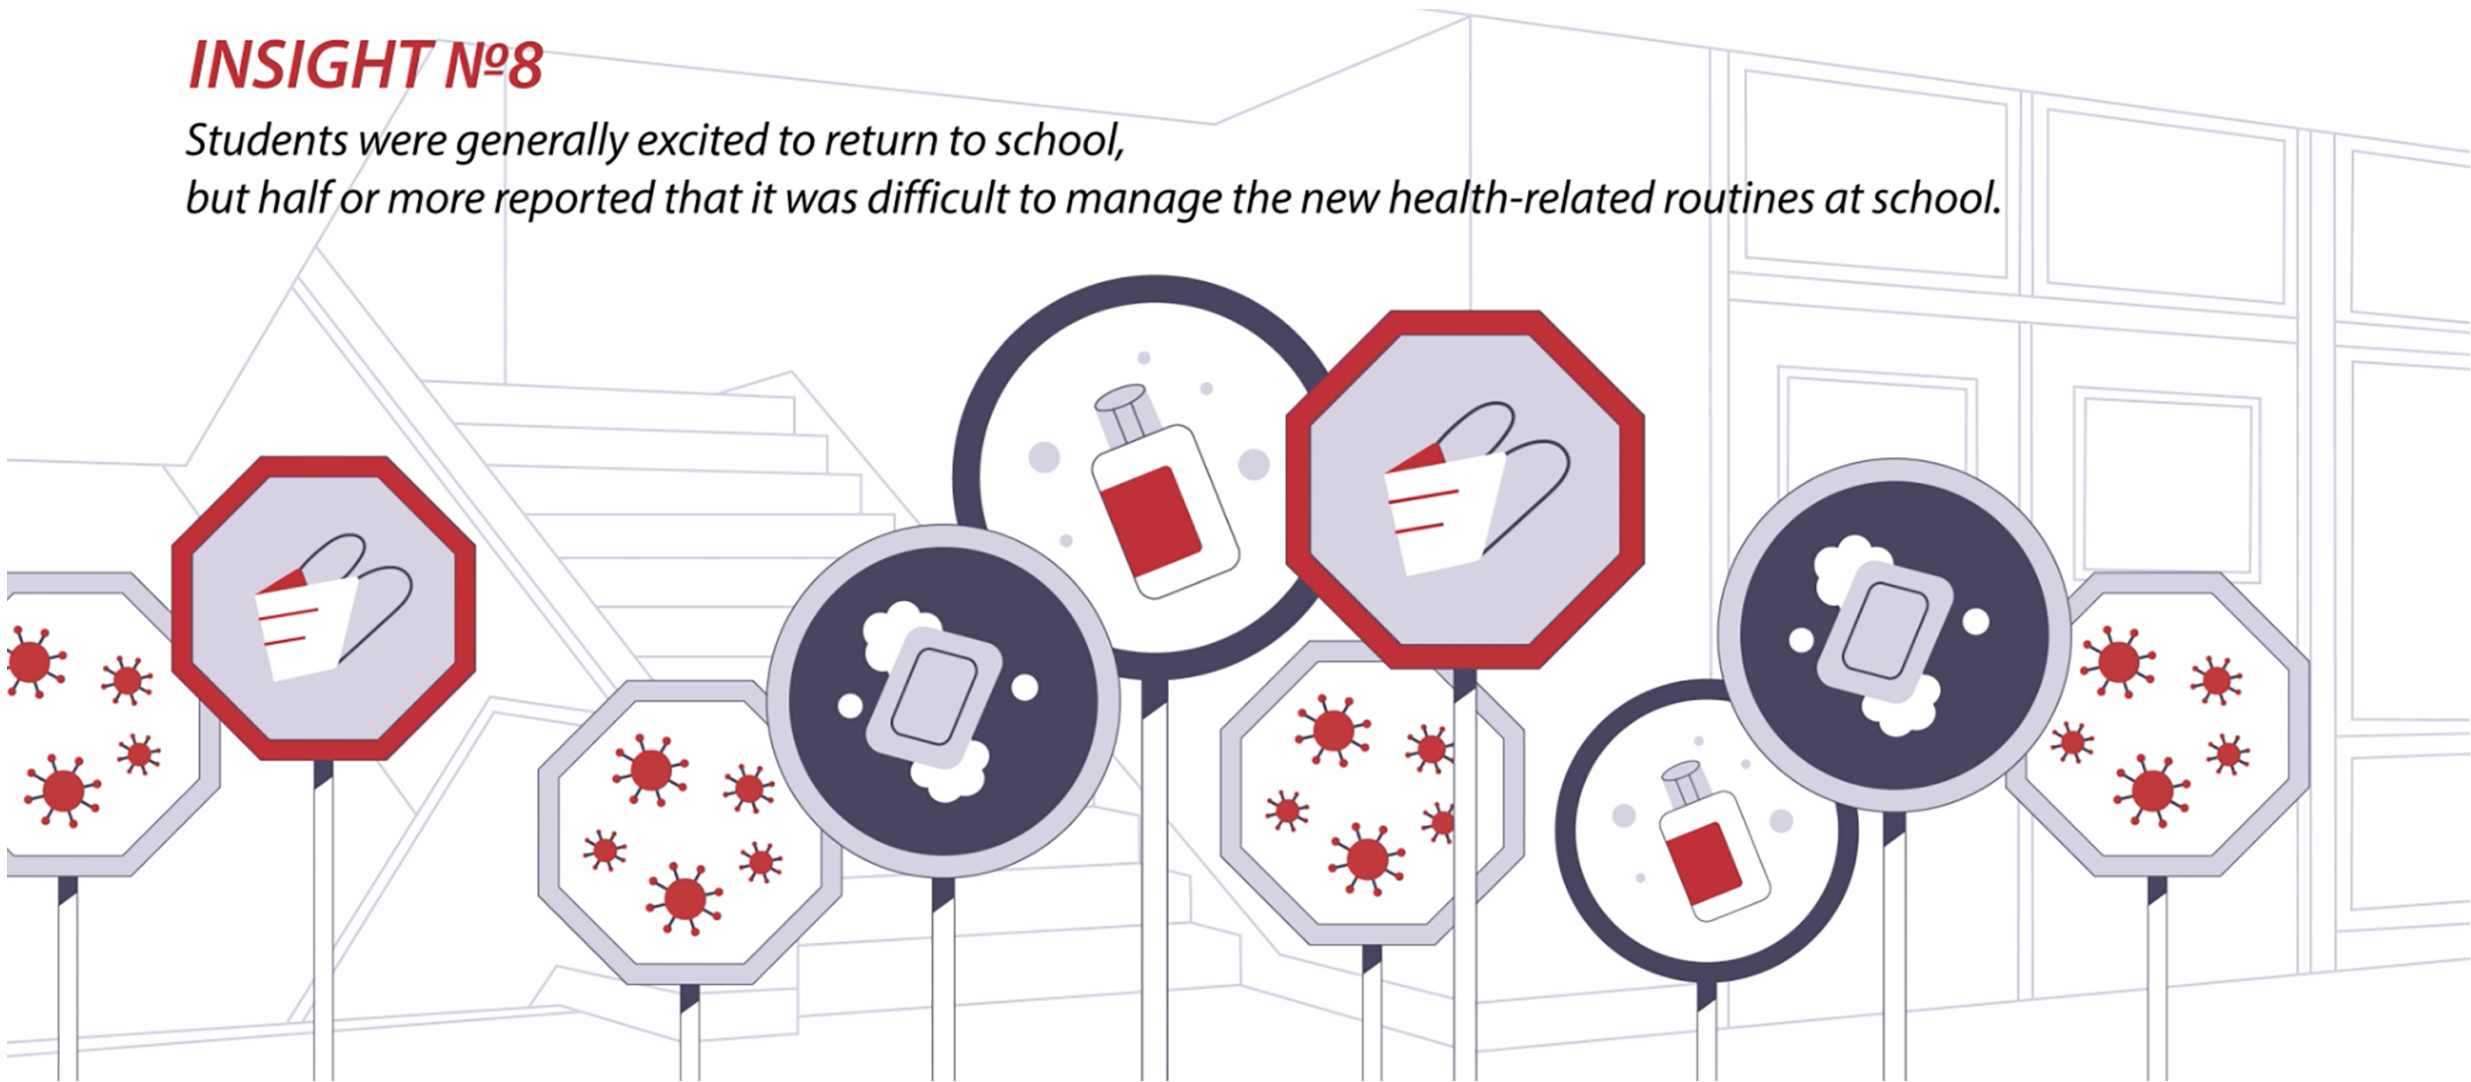 INSIGHT Nº8
Students were generally excited to return to school,
but half or more reported that it was difficult to manage the new health-related routines at school.